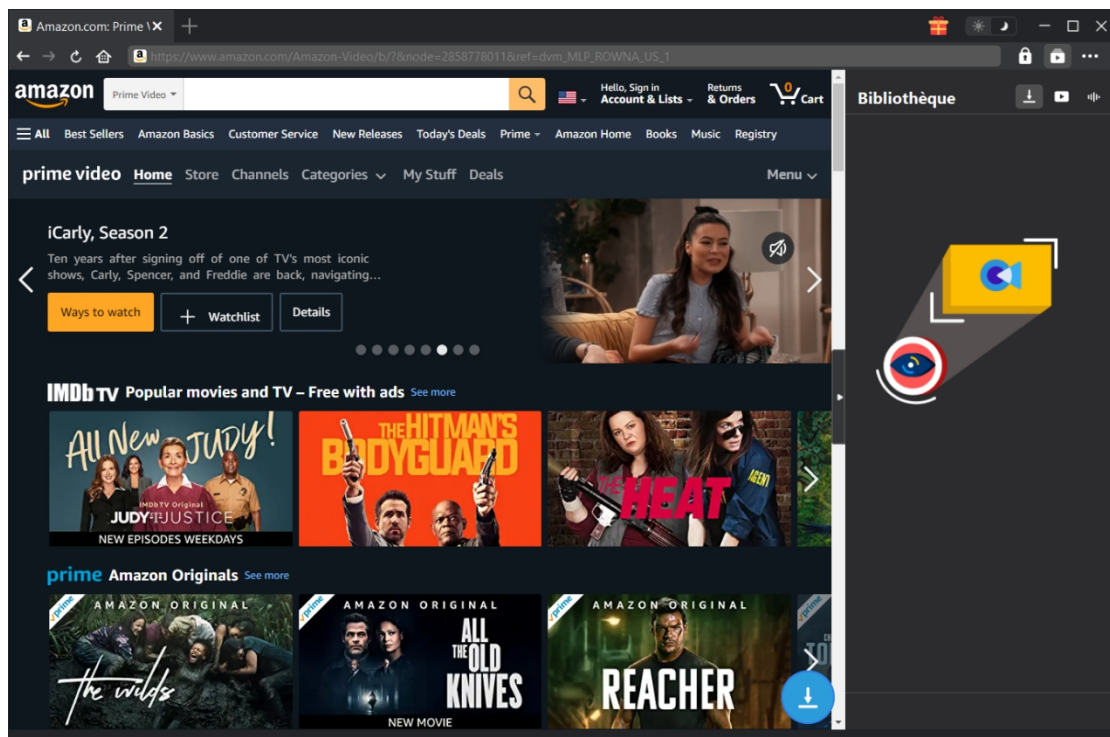 Amazon.com: Prime V
https://www.amazon.com/Amazon-Video/b/?&node=2858778011&ref=dvm_MLP_ROWNA_US_1
amazon Prime Video Hello, Sign in Account & Lists Returns & Orders 0 Cart
Bibliothèque
All Best Sellers Amazon Basics Customer Service New Releases Today's Deals Prime Amazon Home Books Music Registry
prime video Home Store Channels Categories My Stuff Deals Menu
iCarly, Season 2
Ten years after signing off of one of TV's most iconic
shows, Carly, Spencer, and Freddie are back, navigating...
Ways to watch + Watchlist Details
IMDb TV Popular movies and TV – Free with ads See more
All New JUDY!
IMDb TV Original
JUDY JUSTICE
NEW EPISODES WEEKDAYS
THE HITMAN'S
BODYGUARD
THE HEAT
AGENT
prime Amazon Originals See more
prime
AMAZON ORIGINAL
the wilds
prime
AMAZON ORIGINAL
ALL
THE OLD
KNIVES
NEW MOVIE
prime
AMAZON ORIGINAL
REACHER
prime